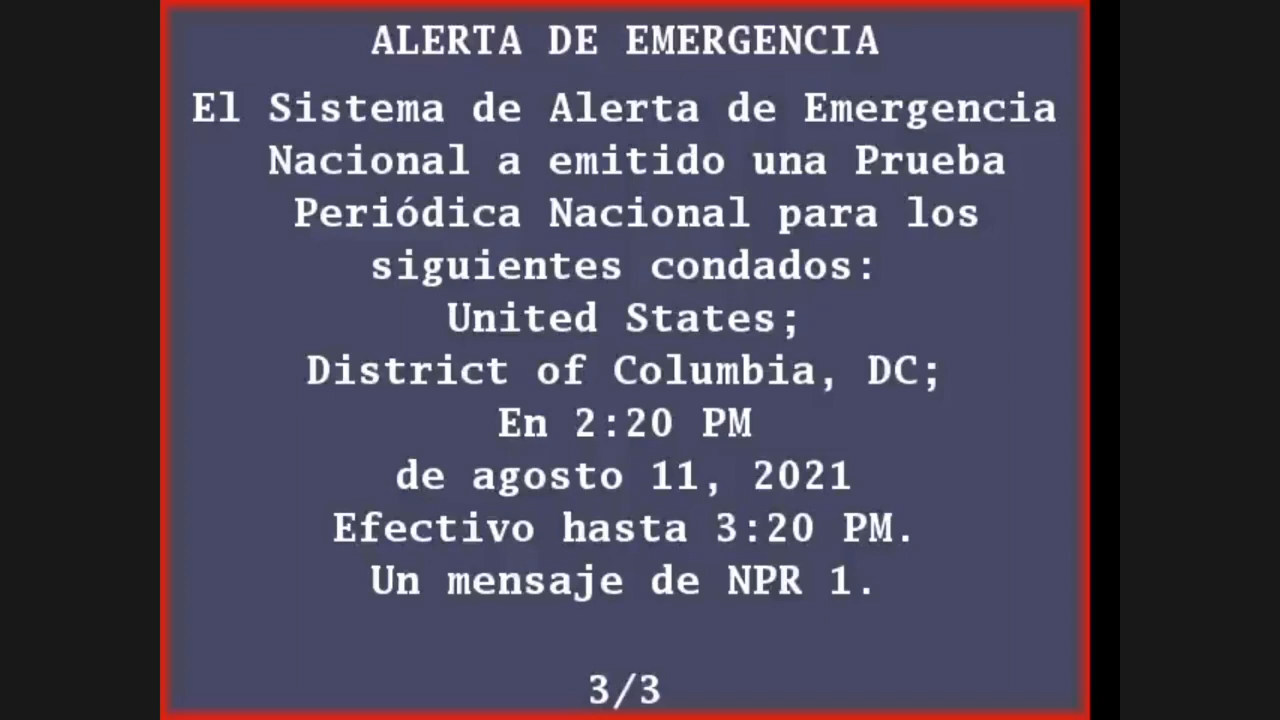 ALERTA DE EMERGENCIA
El Sistema de Alerta de Emergencia
Nacional a emitido una Prueba
Periódica Nacional para los
siguientes condados:
United States;
District of Columbia, DC;
En 2:20 PM
de agosto 11, 2021
Efectivo hasta 3:20 PM.
Un mensaje de NPR 1.
3/3